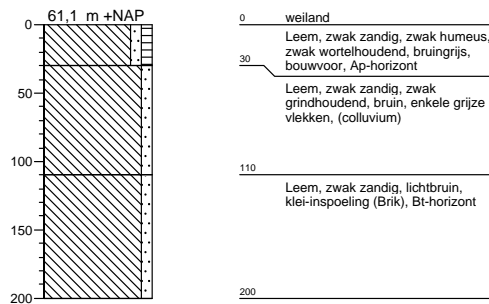 61,1 m +NAP
0
50
100
150
200
0 weiland
Leem, zwak zandig, zwak humeus,
zwak wortelhoudend, bruingrijs,
bouwvoor, Ap-horizont
30
Leem, zwak zandig, zwak
grindhoudend, bruin, enkele grijze
vlekken, (colluvium)
110
Leem, zwak zandig, lichtbruin,
klei-inspoeling (Brik), Bt-horizont
200